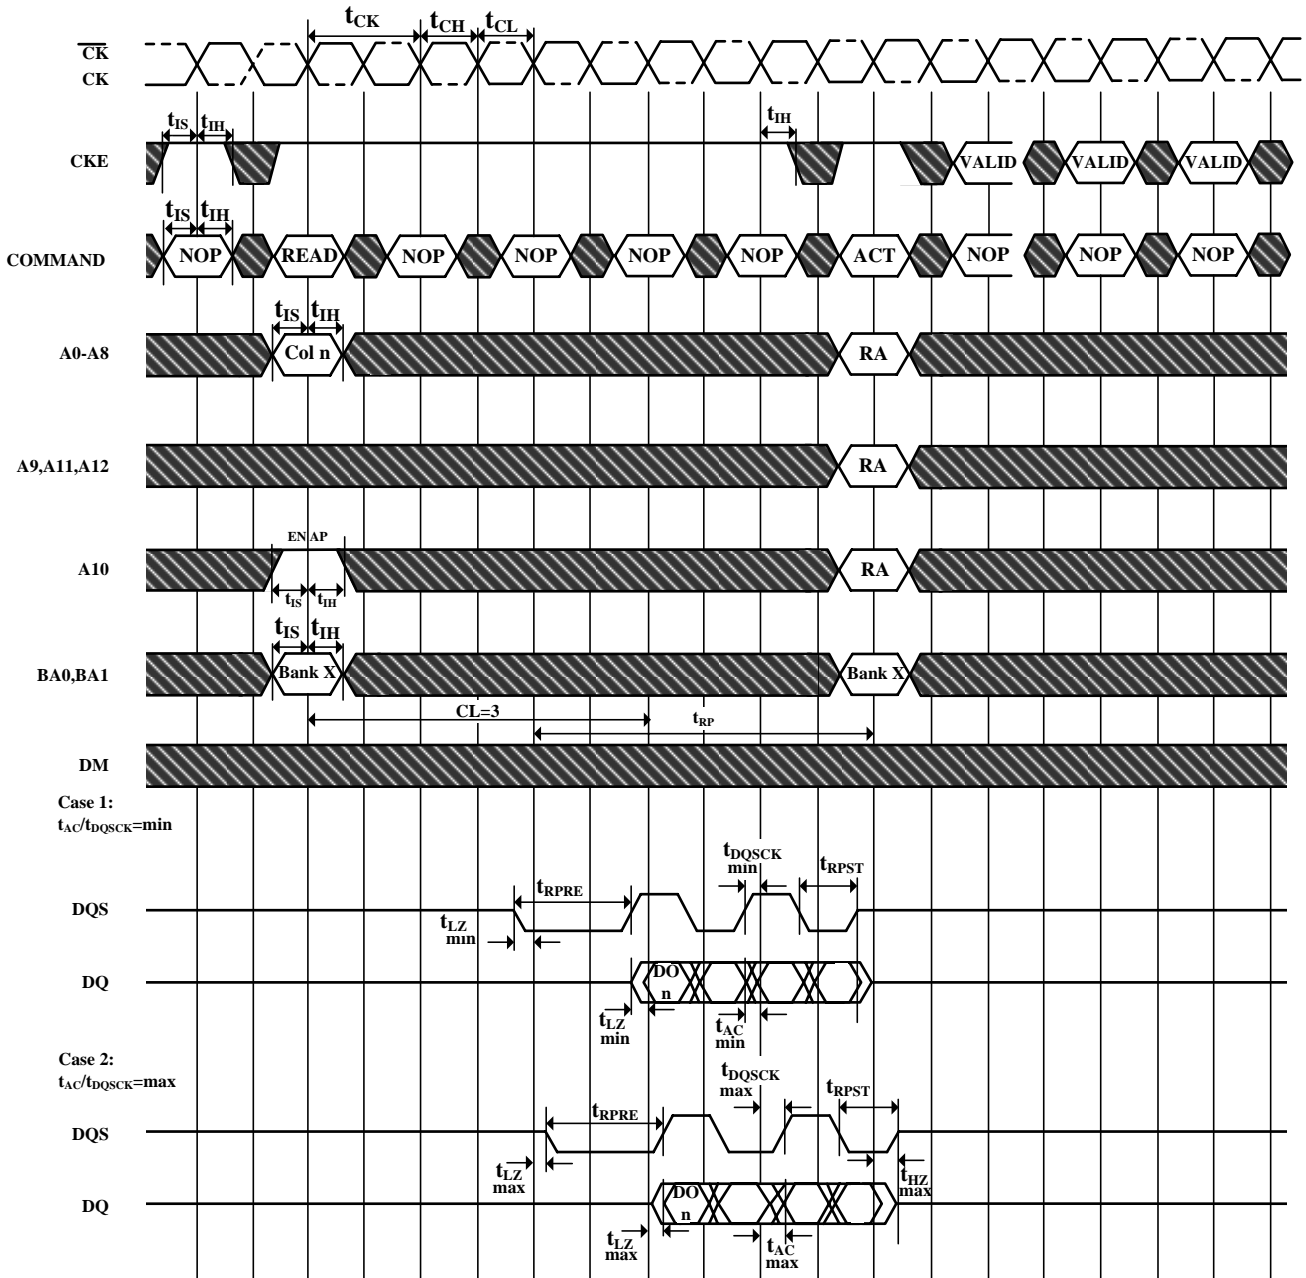 tCK tCH tCL
CK
CK
tIS tIH tIH
CKE VALID VALID VALID
tIS tIH
COMMAND NOP READ NOP NOP NOP NOP ACT NOP NOP NOP
tIS tIH
A0-A8 Col n RA
A9,A11,A12 RA
EN AP
A10 RA
tIS tIH
tIS tIH
BA0,BA1 Bank X Bank X
CL=3 tRP
DM
Case 1:
tAC/tDQSCK=min
tDQSCK min tRPST
tRPRE
DQS
tLZ min
DQ DO n
tLZ min tAC min
Case 2:
tAC/tDQSCK=max
tDQSCK max tRPST
tRPRE
DQS
tLZ max tHZ max
DQ DO n
tLZ max tAC max